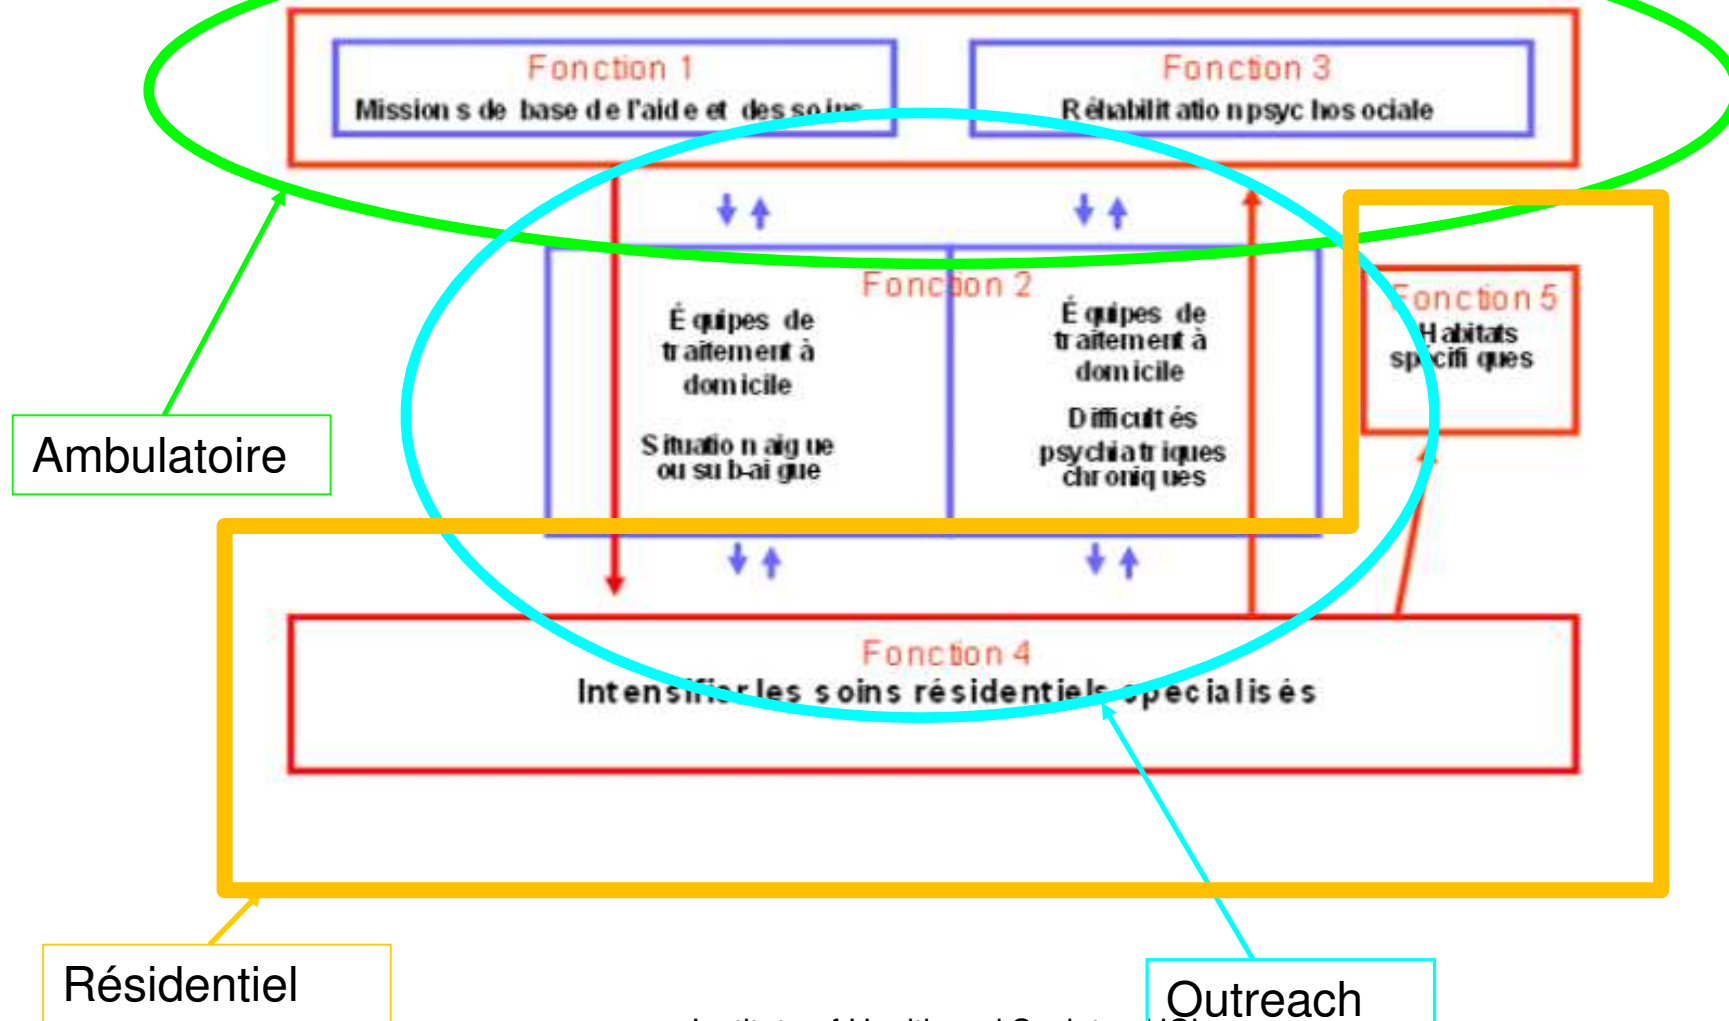 Fonction 1
Missions de base de l'aide et des soins
Fonction 3
Réhabilitation psychosociale
Fonction 2
Équipes de
traitement à
domicile
Situation aigue
ou sub-aigue
Équipes de
traitement à
domicile
Difficultés
psychiatriques
chroniques
Fonction 5
Habitats
spécifiques
Ambulatoire
Fonction 4
Intensifier les soins résidentiels spécialisés
Résidentiel
Outreach